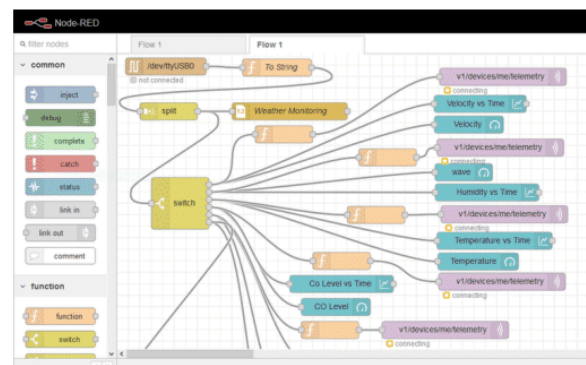 Node-RED
filter nodes
Flow 1
Flow 1
common
inject
debug
complete
catch
status
link in
link out
comment
function
function
switch
/dev/ttyUSB0
not connected
To String
split
Weather Monitoring
switch
v1/devices/me/telemetry
connecting
Velocity vs Time
Velocity
v1/devices/me/telemetry
connecting
wave
Humidity vs Time
v1/devices/me/telemetry
connecting
Temperature vs Time
Temperature
v1/devices/me/telemetry
connecting
Co Level vs Time
CO Level
v1/devices/me/telemetry
connecting